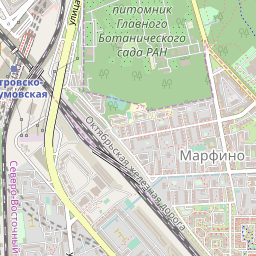 питомник
Главного
Ботанического
сада РАН
улица
тровско-
умовская
Октябрьская железная дорога
Марфино
Северо-Восточный